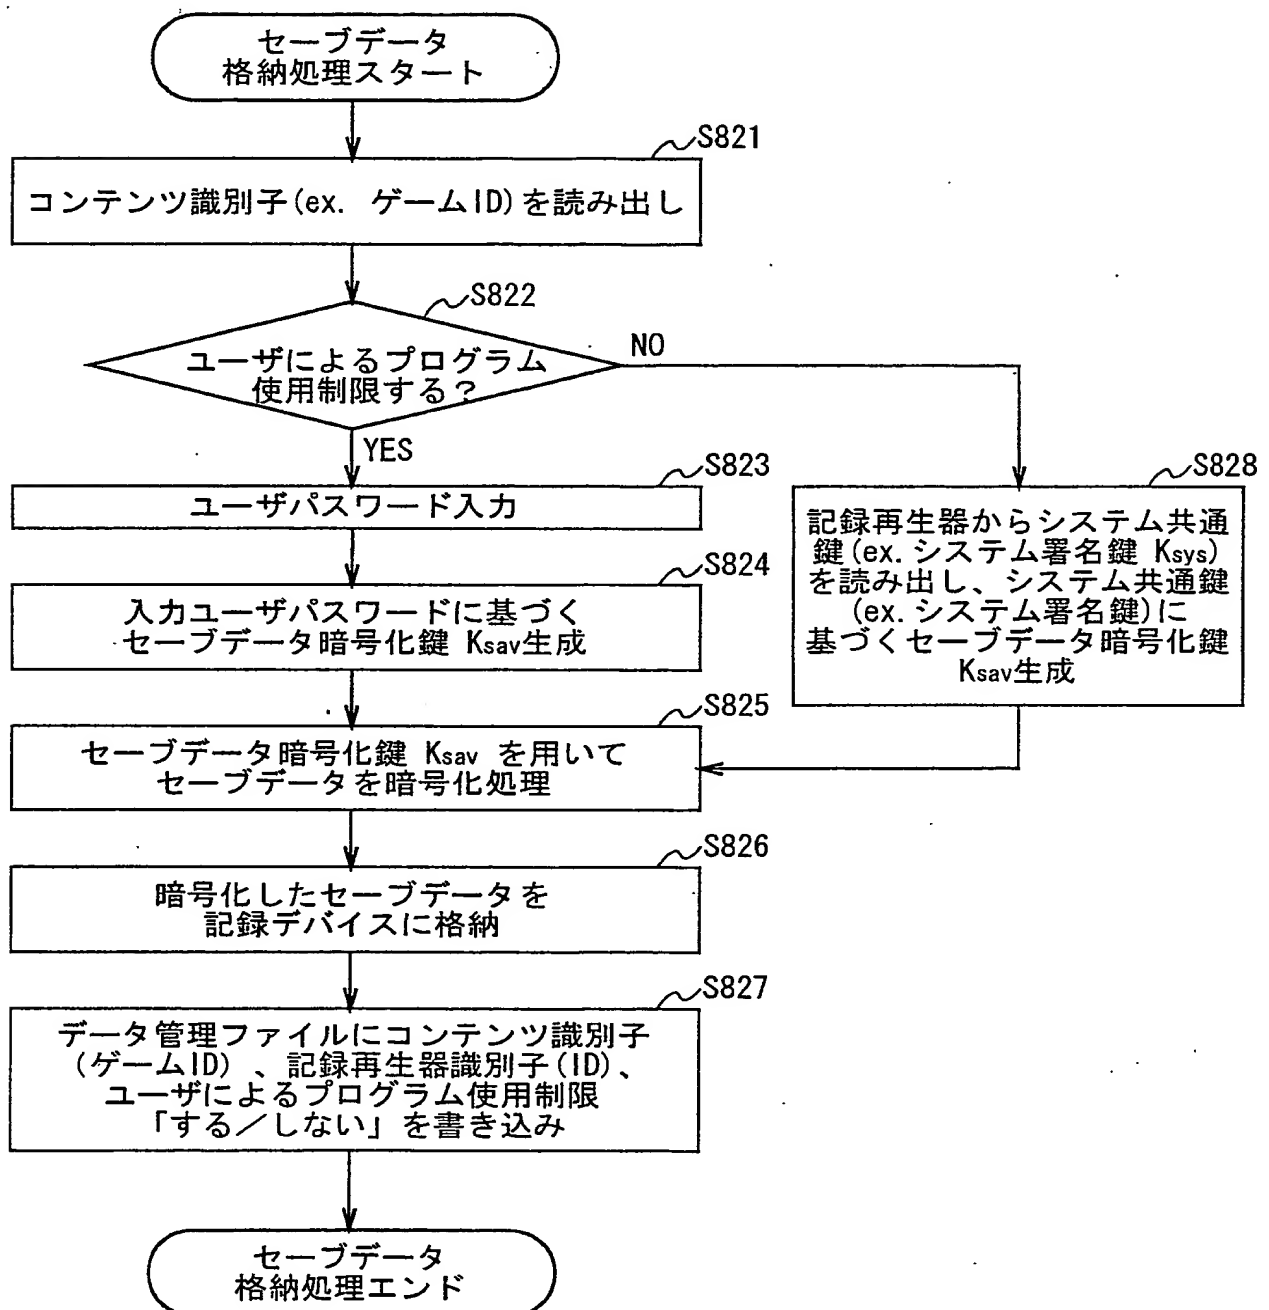 セーブデータ
格納処理スタート
S821
コンテンツ識別子(ex. ゲームID)を読み出し
S822
ユーザによるプログラム
使用制限する?
NO
YES
S823
ユーザパスワード入力
S824
入力ユーザパスワードに基づく
セーブデータ暗号化鍵 Ksav生成
S828
記録再生器からシステム共通
鍵(ex.システム署名鍵 Ksys)
を読み出し、システム共通鍵
(ex.システム署名鍵)に
基づくセーブデータ暗号化鍵
Ksav生成
S825
セーブデータ暗号化鍵 Ksav を用いて
セーブデータを暗号化処理
S826
暗号化したセーブデータを
記録デバイスに格納
S827
データ管理ファイルにコンテンツ識別子
(ゲームID) 、記録再生器識別子(ID)、
ユーザによるプログラム使用制限
「する/しない」を書き込み
セーブデータ
格納処理エンド